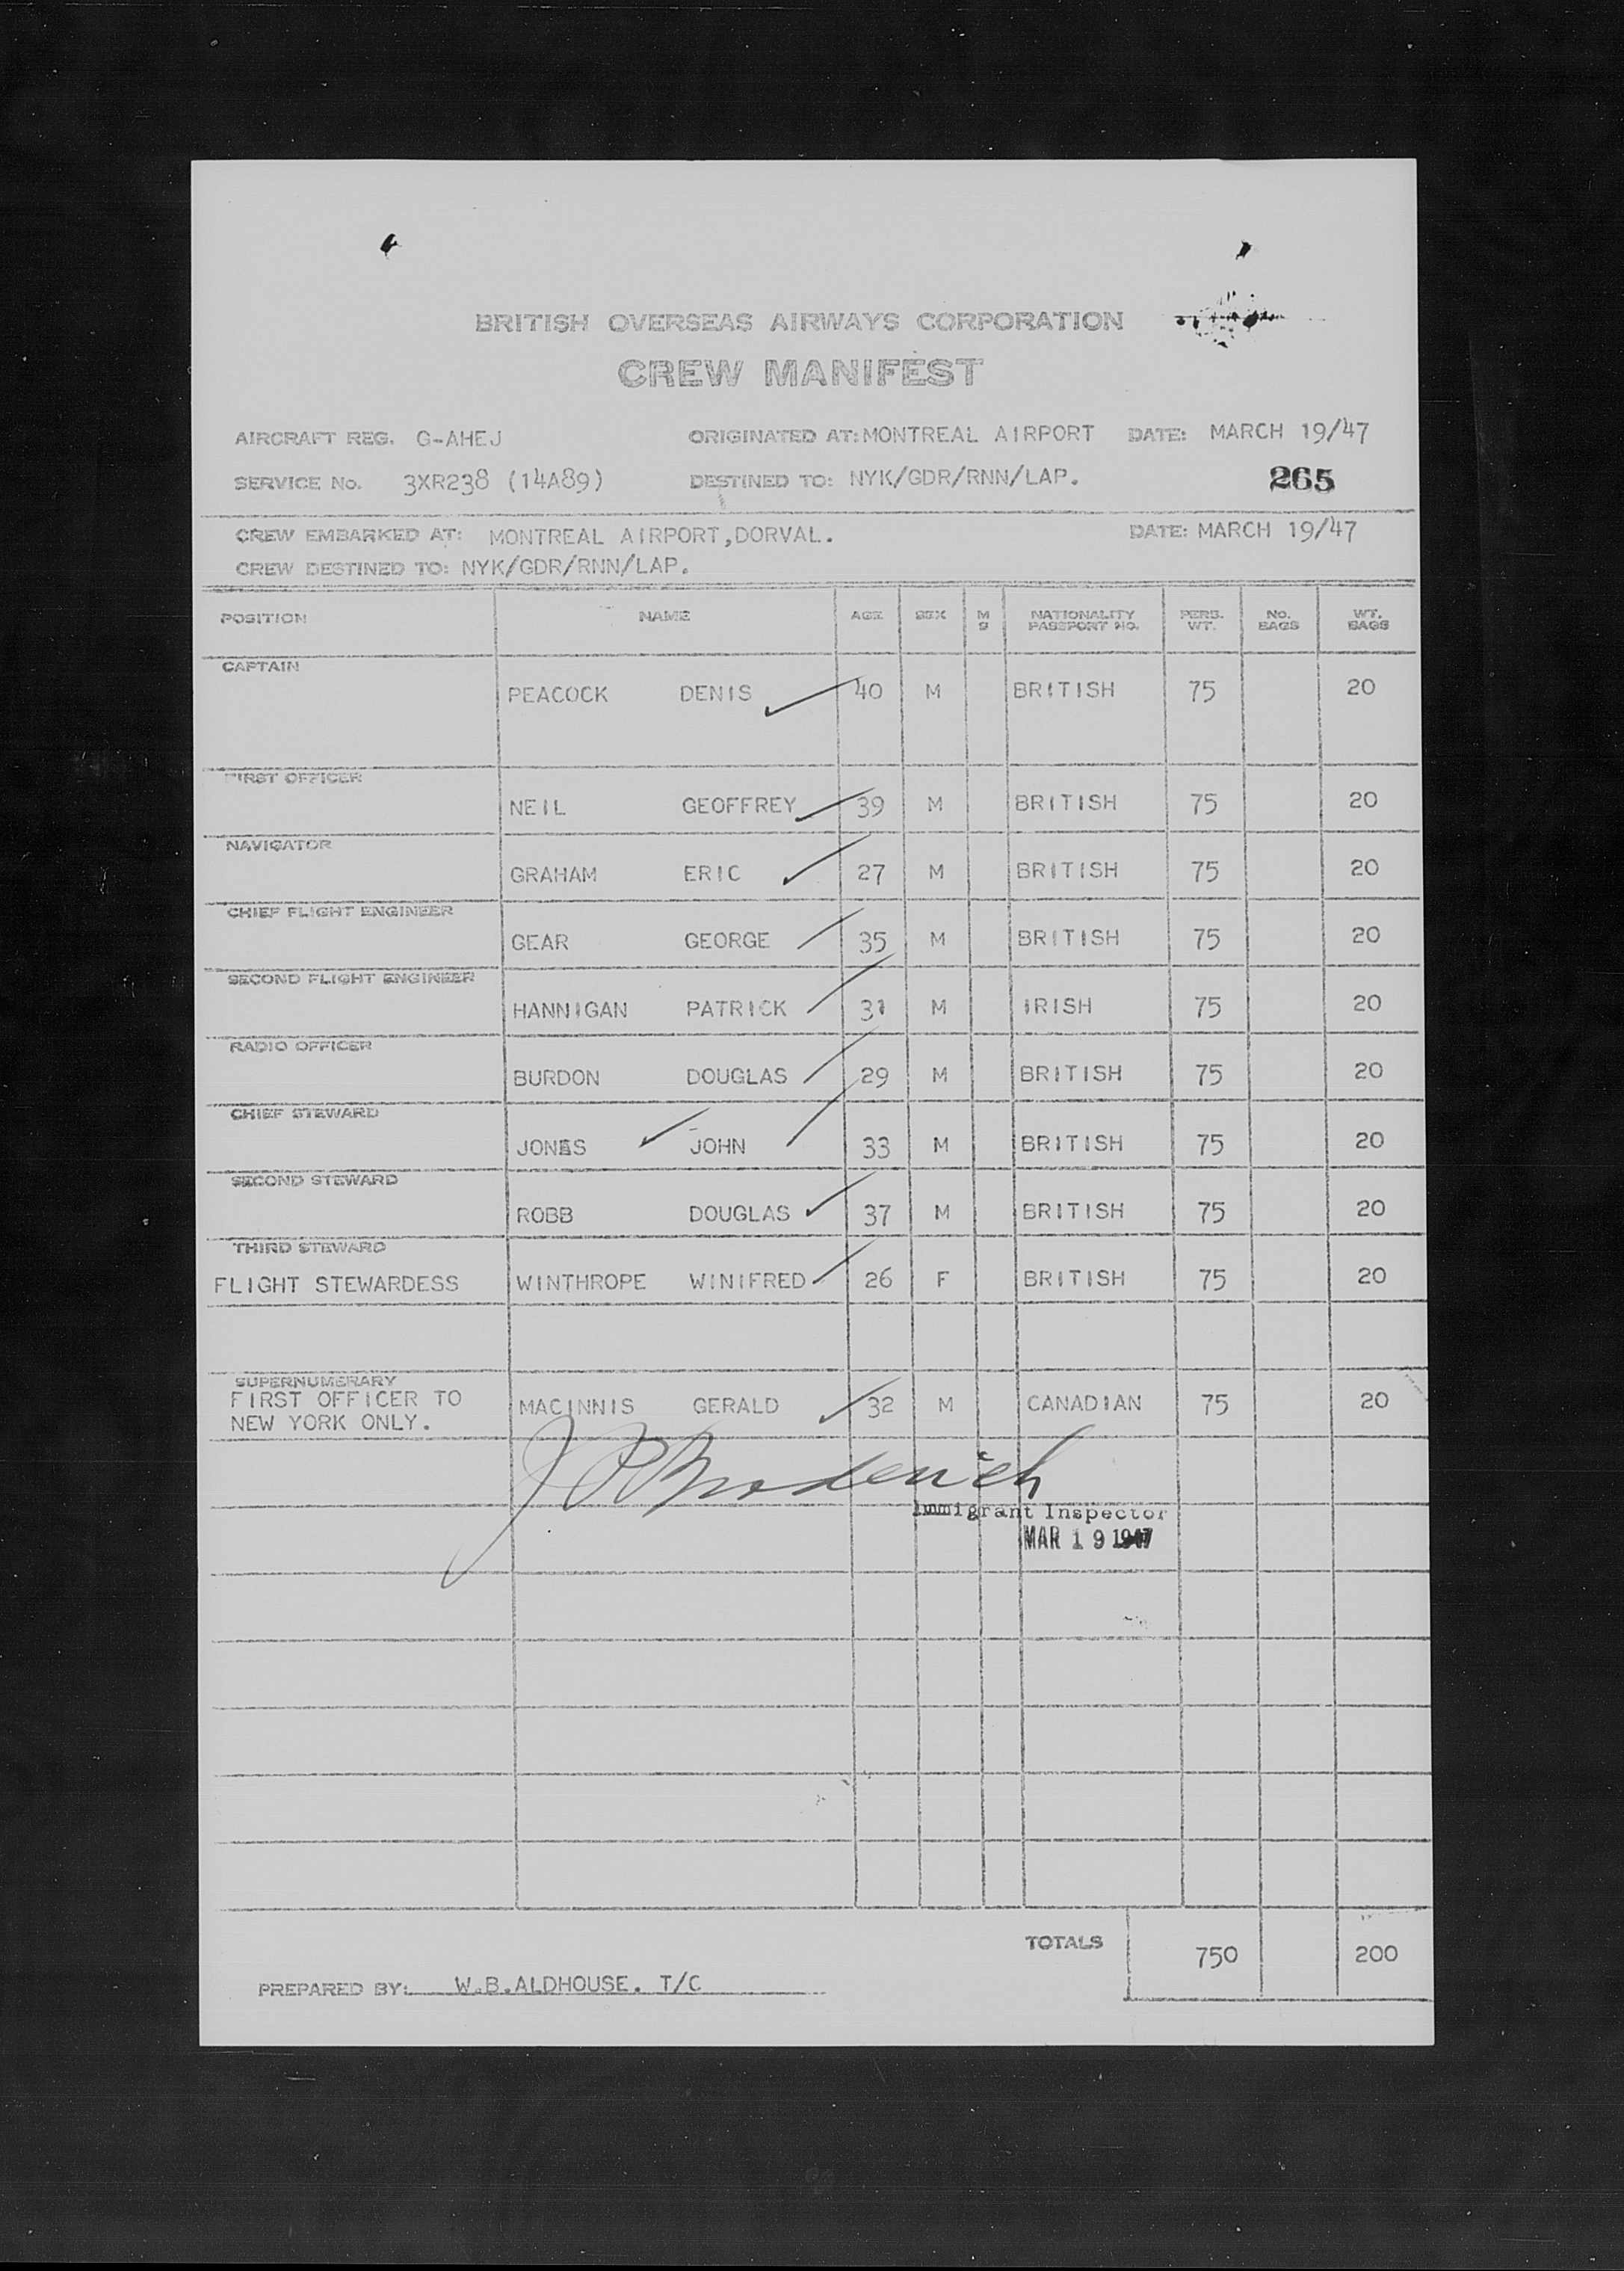 BRITISH OVERSEAS AIRWAYS CORPORATION
CREW MANIFEST
AIRCRAFT REG. G-AHEJ ORIGINATED AT: MONTREAL AIRPORT DATE: MARCH 19/47
SERVICE No. 3XR238 (14A89) DESTINED TO: NYK/GDR/RNN/LAP. 265
CREW EMBARKED AT: MONTREAL AIRPORT,DORVAL. DATE: MARCH 19/47
CREW DESTINED TO: NYK/GDR/RNN/LAP.
POSITION NAME AGE SEX M S NATIONALITY PASSPORT NO. PERS. WT. No. BAGS WT. BAGS
CAPTAIN
PEACOCK DENIS 40 M BRITISH 75 20
FIRST OFFICER
NEIL GEOFFREY 39 M BRITISH 75 20
NAVIGATOR
GRAHAM ERIC 27 M BRITISH 75 20
CHIEF FLIGHT ENGINEER
GEAR GEORGE 35 M BRITISH 75 20
SECOND FLIGHT ENGINEER
HANNIGAN PATRICK 31 M IRISH 75 20
RADIO OFFICER
BURDON DOUGLAS 29 M BRITISH 75 20
CHIEF STEWARD
JONES JOHN 33 M BRITISH 75 20
SECOND STEWARD
ROBB DOUGLAS 37 M BRITISH 75 20
THIRD STEWARD
FLIGHT STEWARDESS WINTHROPE WINIFRED 26 F BRITISH 75 20
SUPERNUMERARY
FIRST OFFICER TO
NEW YORK ONLY. MACINNIS GERALD 32 M CANADIAN 75 20
Immigrant Inspector
MAR 19 1947
TOTALS 750 200
PREPARED BY: W.B.ALDHOUSE. T/C